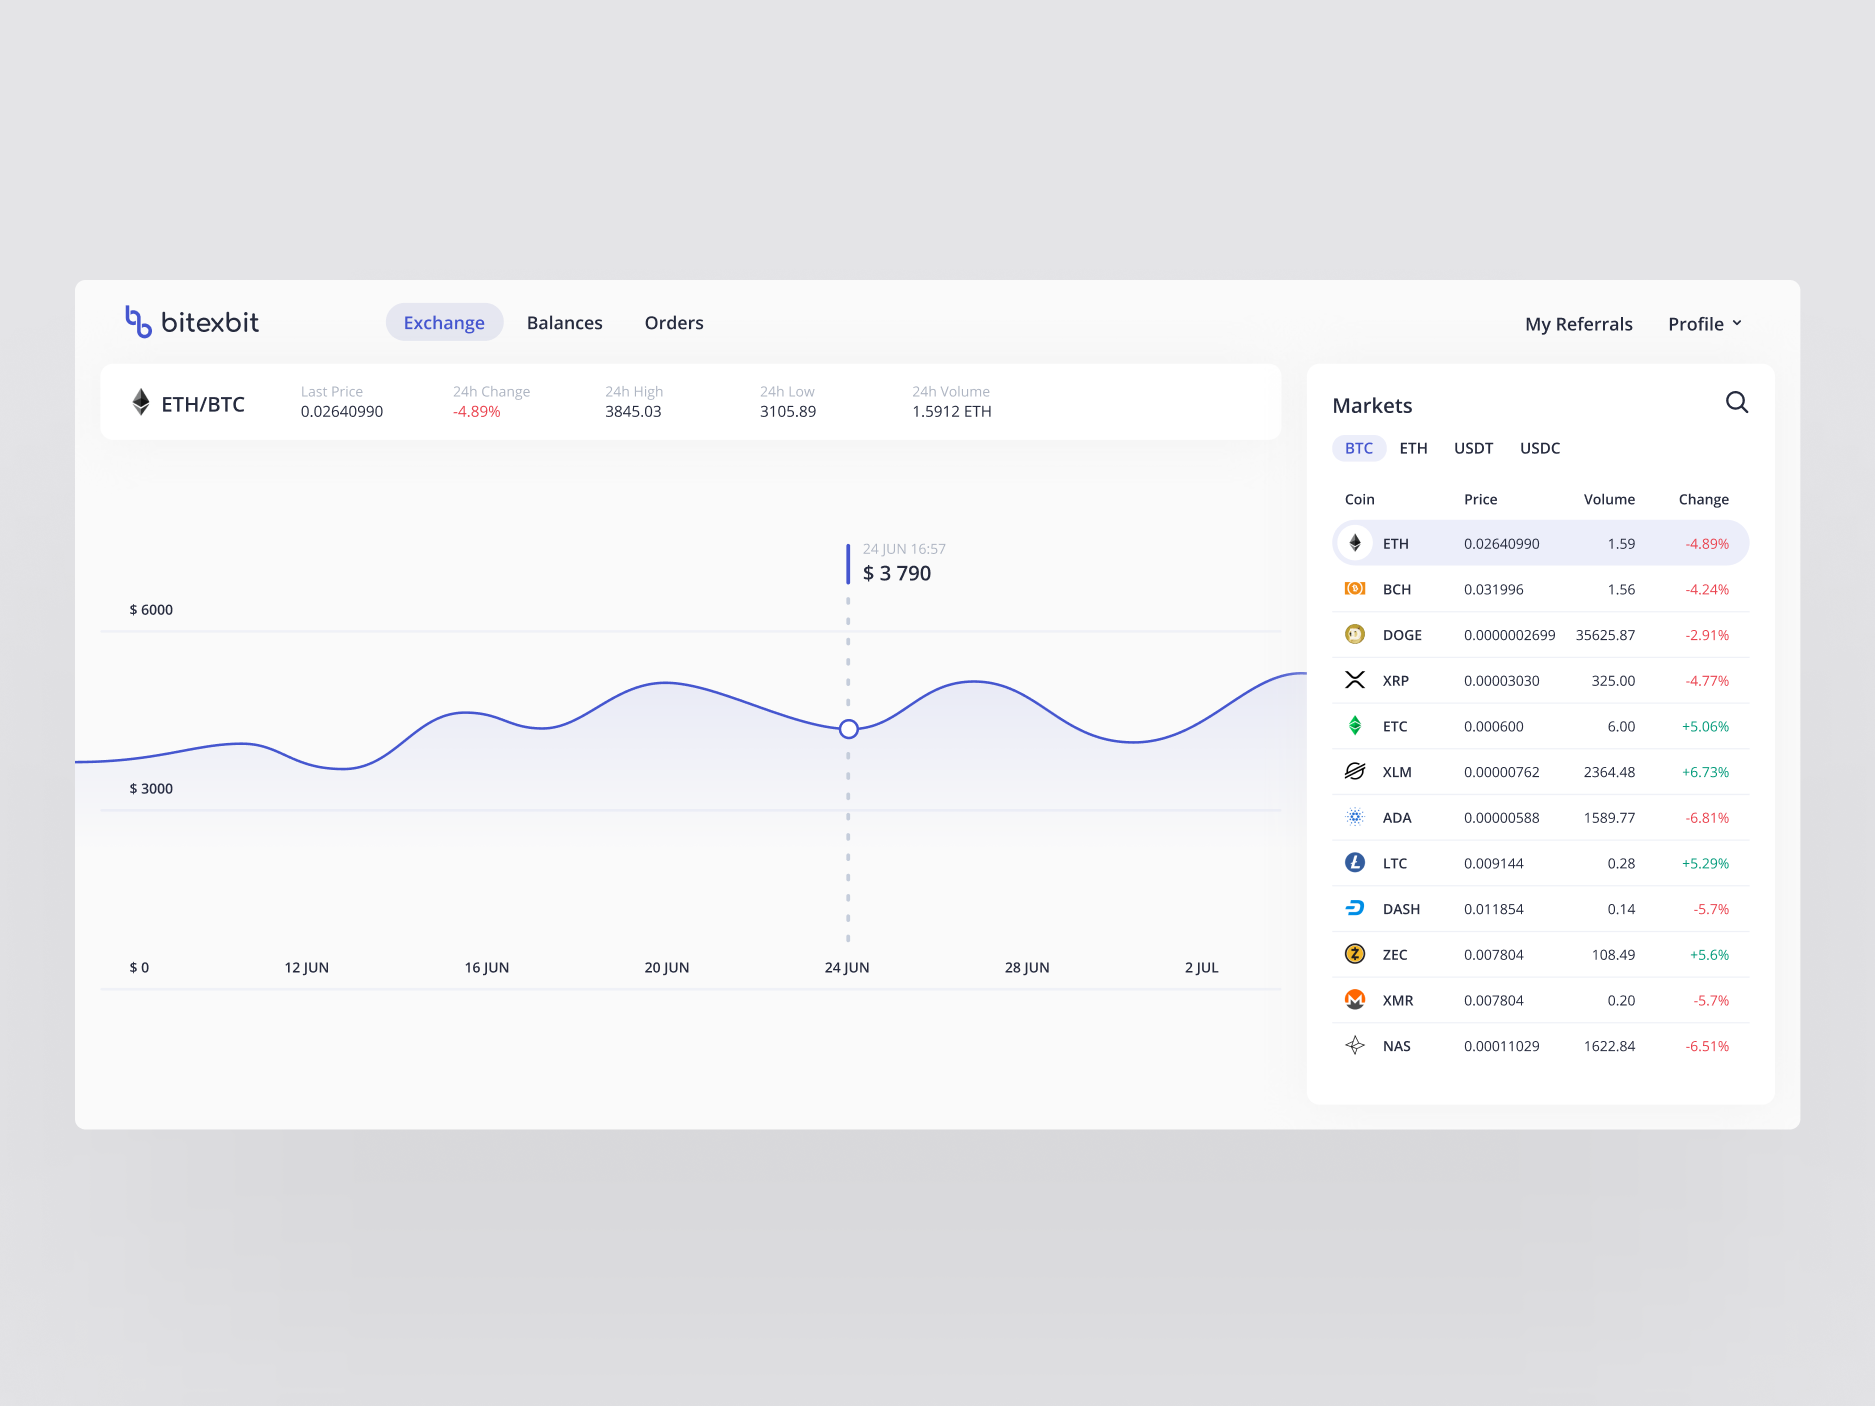 bitexbit
Exchange Balances Orders
My Referrals Profile
ETH/BTC
Last Price 24h Change 24h High 24h Low 24h Volume
0.02640990 -4.89% 3845.03 3105.89 1.5912 ETH
24 JUN 16:57
$ 3 790
$ 6000
$ 3000
$ 0 12 JUN 16 JUN 20 JUN 24 JUN 28 JUN 2 JUL
Markets
BTC ETH USDT USDC
Coin Price Volume Change
ETH 0.02640990 1.59 -4.89%
BCH 0.031996 1.56 -4.24%
DOGE 0.0000002699 35625.87 -2.91%
XRP 0.00003030 325.00 -4.77%
ETC 0.000600 6.00 +5.06%
XLM 0.00000762 2364.48 +6.73%
ADA 0.00000588 1589.77 -6.81%
LTC 0.009144 0.28 +5.29%
DASH 0.011854 0.14 -5.7%
ZEC 0.007804 108.49 +5.6%
XMR 0.007804 0.20 -5.7%
NAS 0.00011029 1622.84 -6.51%